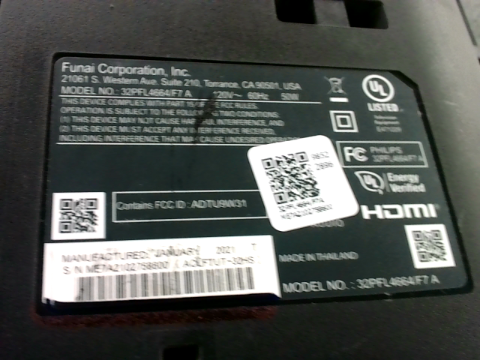 Funai Corporation, Inc.
21061 S. Western Ave. Suite 210, Torrance, CA 90501, USA
MODEL NO.: 32PFL4664/F7 A 120V~ 60Hz 50W
THIS DEVICE COMPLIES WITH PART 15 FCC RULES.
OPERATION IS SUBJECT TO THE FOLLOWING TWO CONDITIONS:
(1) THIS DEVICE MAY NOT CAUSE HARMFUL INTERFERENCE, AND
(2) THIS DEVICE MUST ACCEPT ANY INTERFERENCE RECEIVED,
INCLUDING INTERFERENCE THAT MAY CAUSE
UL
LISTED
FC PHILIPS
32PFL4664/F7 A
UL Energy
Verified
HDMI
Contains FCC ID : ADTU9W31
MANUFACTURED: JANUARY 2021
MADE IN THAILAND
MODEL NO. : 32PFL4664/F7 A